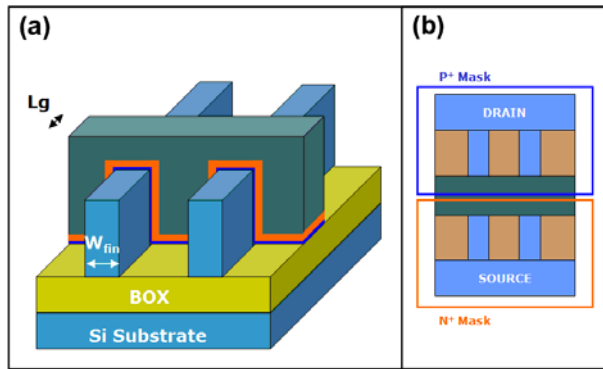 (a)
Lg
W_fin
BOX
Si Substrate
(b)
P⁺ Mask
DRAIN
SOURCE
N⁺ Mask